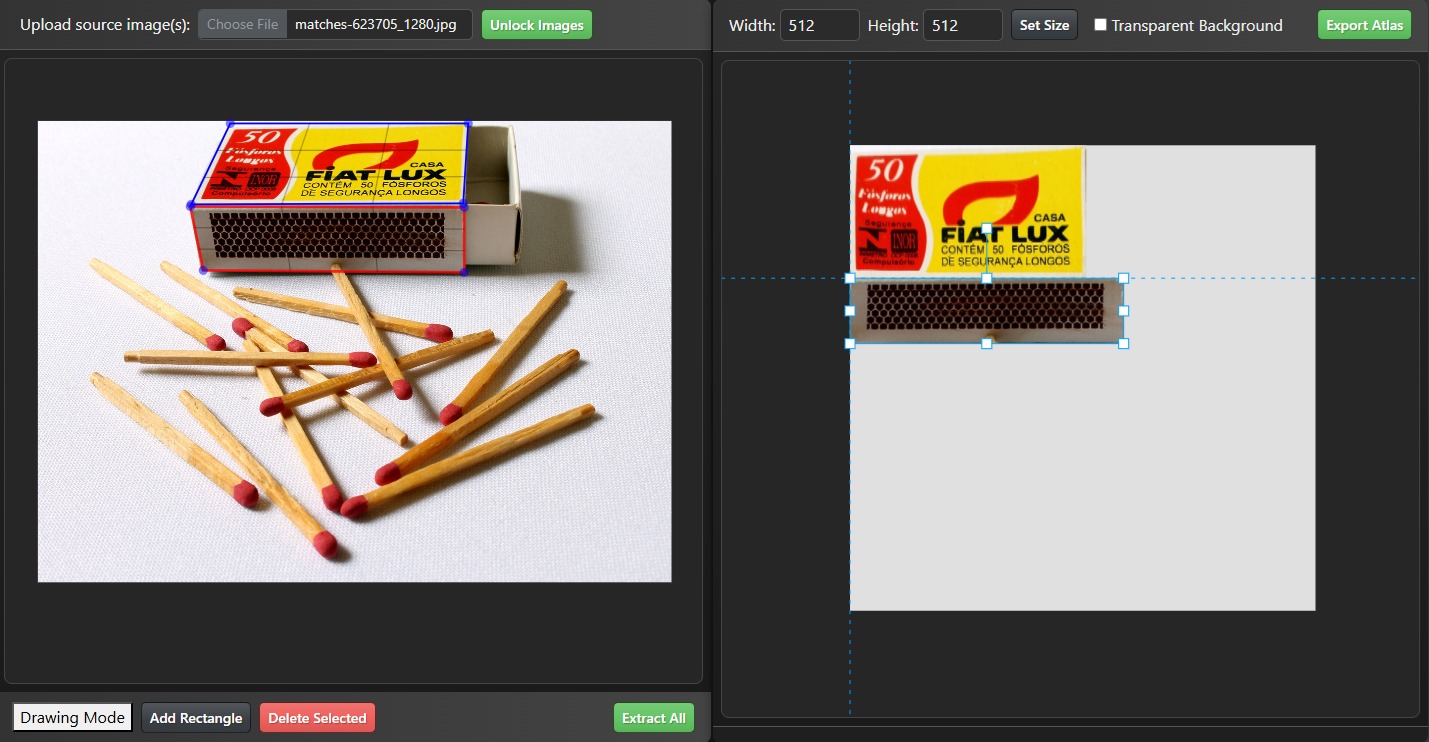 Upload source image(s):
Choose File
matches-623705_1280.jpg
Unlock Images
Width:
512
Height:
512
Set Size
Transparent Background
Export Atlas
50
Fósforos
Longos
Segurança
INOR
Compulsório
CASA
FIAT LUX
CONTÉM 50 FÓSFOROS
DE SEGURANÇA LONGOS
50
Fósforos
Longos
Segurança
INOR
Compulsório
CASA
FIAT LUX
CONTÉM 50 FÓSFOROS
DE SEGURANÇA LONGOS
Drawing Mode
Add Rectangle
Delete Selected
Extract All